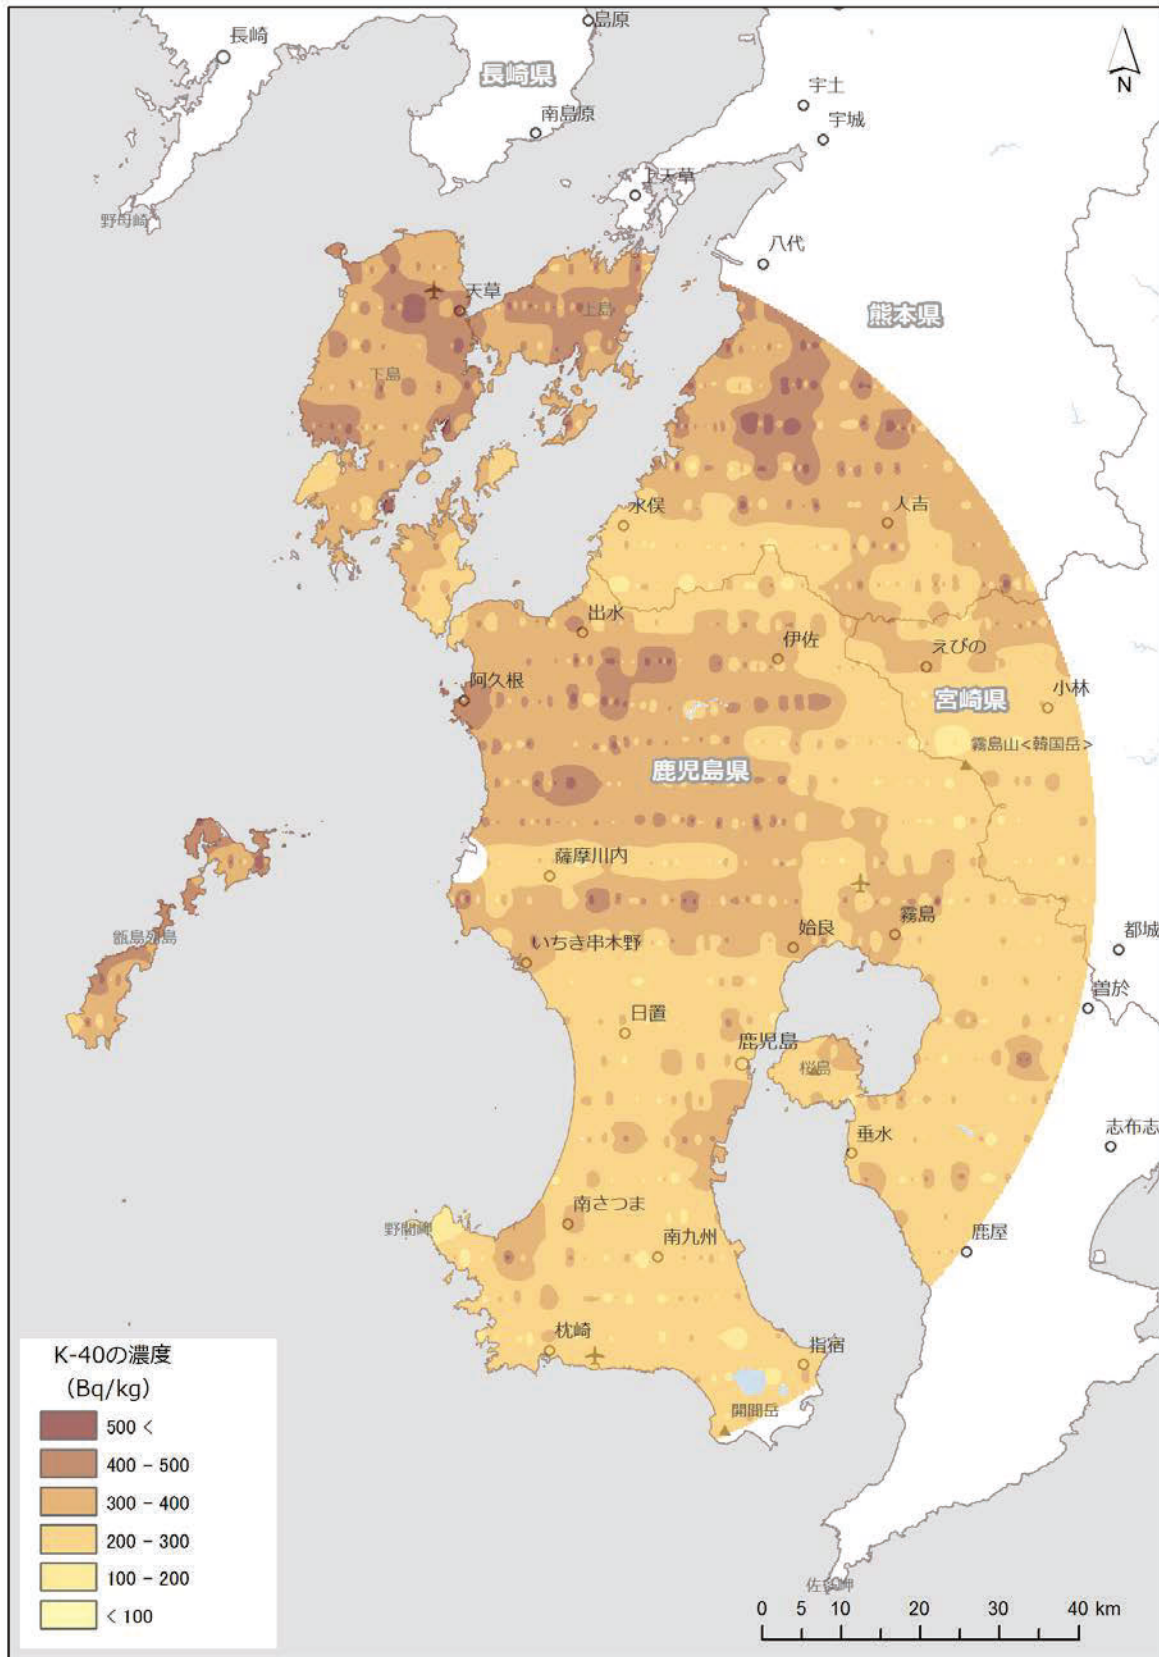 島原
長崎
長崎県
N
宇土
南島原
宇城
上天草
野母崎
八代
天草
上島
熊本県
下島
人吉
水俣
出水
伊佐
えびの
阿久根
宮崎県
小林
霧島山<韓国岳>
鹿児島県
薩摩川内
霧島
甑島列島
いちき串木野
姶良
都城
曽於
日置
鹿児島
桜島
志布志
垂水
南さつま
野間岬
南九州
鹿屋
枕崎
指宿
開聞岳
K-40の濃度
(Bq/kg)
500 <
400 - 500
300 - 400
200 - 300
100 - 200
< 100
佐多岬
0 5 10 20 30 40 km